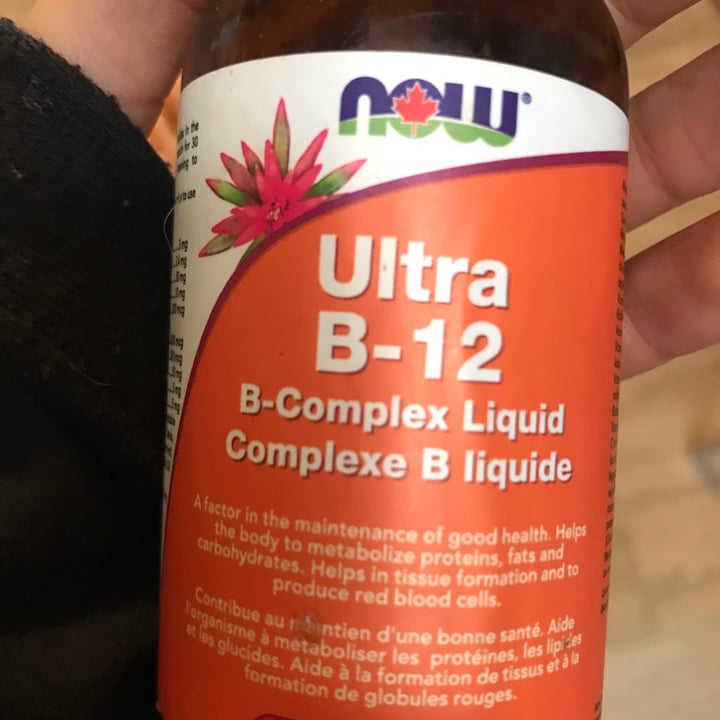 NOW®
Ultra
B-12
B-Complex Liquid
Complexe B liquide
A factor in the maintenance of good health. Helps
the body to metabolize proteins, fats and
carbohydrates. Helps in tissue formation and to
produce red blood cells.
Contribue au maintien d'une bonne santé. Aide
l'organisme à métaboliser les protéines, les lipides
et les glucides. Aide à la formation de tissus et à la
formation de globules rouges.